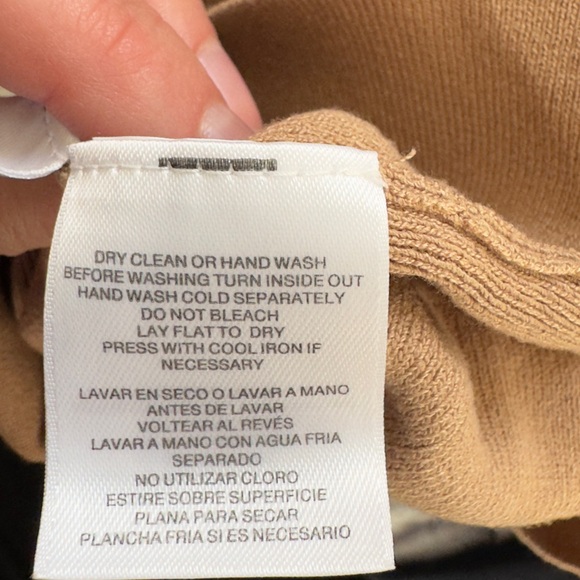 DRY CLEAN OR HAND WASH
BEFORE WASHING TURN INSIDE OUT
HAND WASH COLD SEPARATELY
DO NOT BLEACH
LAY FLAT TO DRY
PRESS WITH COOL IRON IF
NECESSARY
LAVAR EN SECO O LAVAR A MANO
ANTES DE LAVAR
VOLTEAR AL REVÉS
LAVAR A MANO CON AGUA FRIA
SEPARADO
NO UTILIZAR CLORO
ESTIRE SOBRE SUPERFICIE
PLANA PARA SECAR
PLANCHA FRIA SI ES NECESARIO